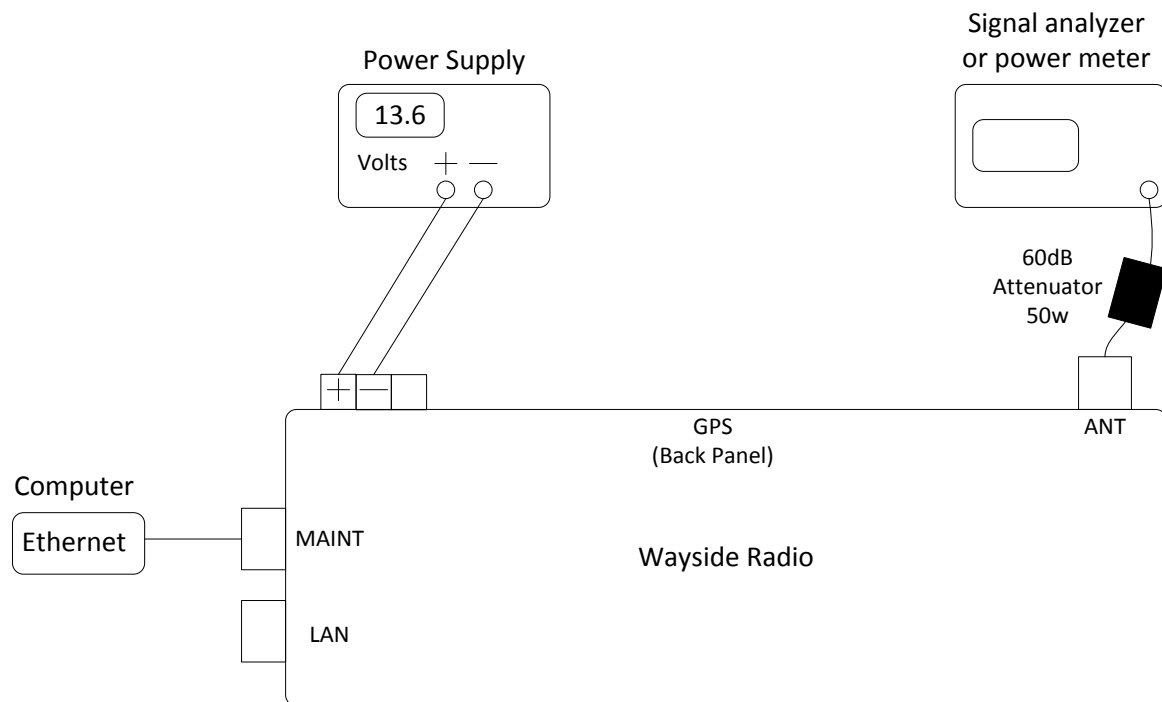 Signal analyzer
or power meter
Power Supply
13.6
Volts + —
60dB
Attenuator
50w
+ —
GPS
(Back Panel)
ANT
Computer
Ethernet
MAINT
Wayside Radio
LAN